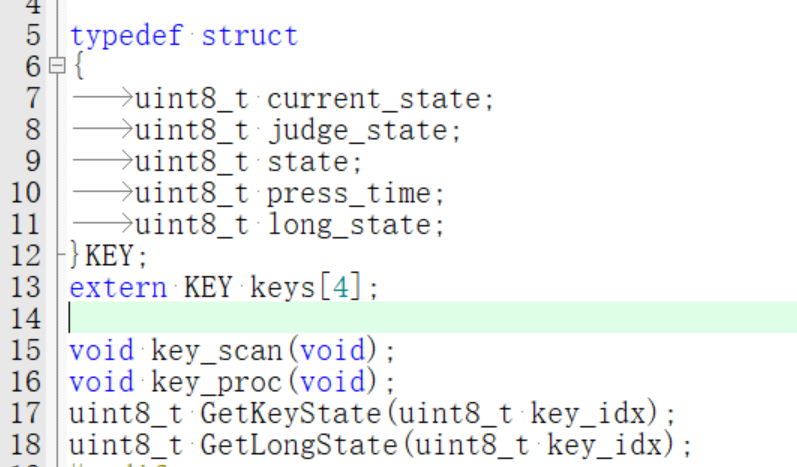 4
5 typedef struct
6 {
7 uint8_t current_state;
8 uint8_t judge_state;
9 uint8_t state;
10 uint8_t press_time;
11 uint8_t long_state;
12 }KEY;
13 extern KEY keys[4];
14
15 void key_scan(void);
16 void key_proc(void);
17 uint8_t GetKeyState(uint8_t key_idx);
18 uint8_t GetLongState(uint8_t key_idx);